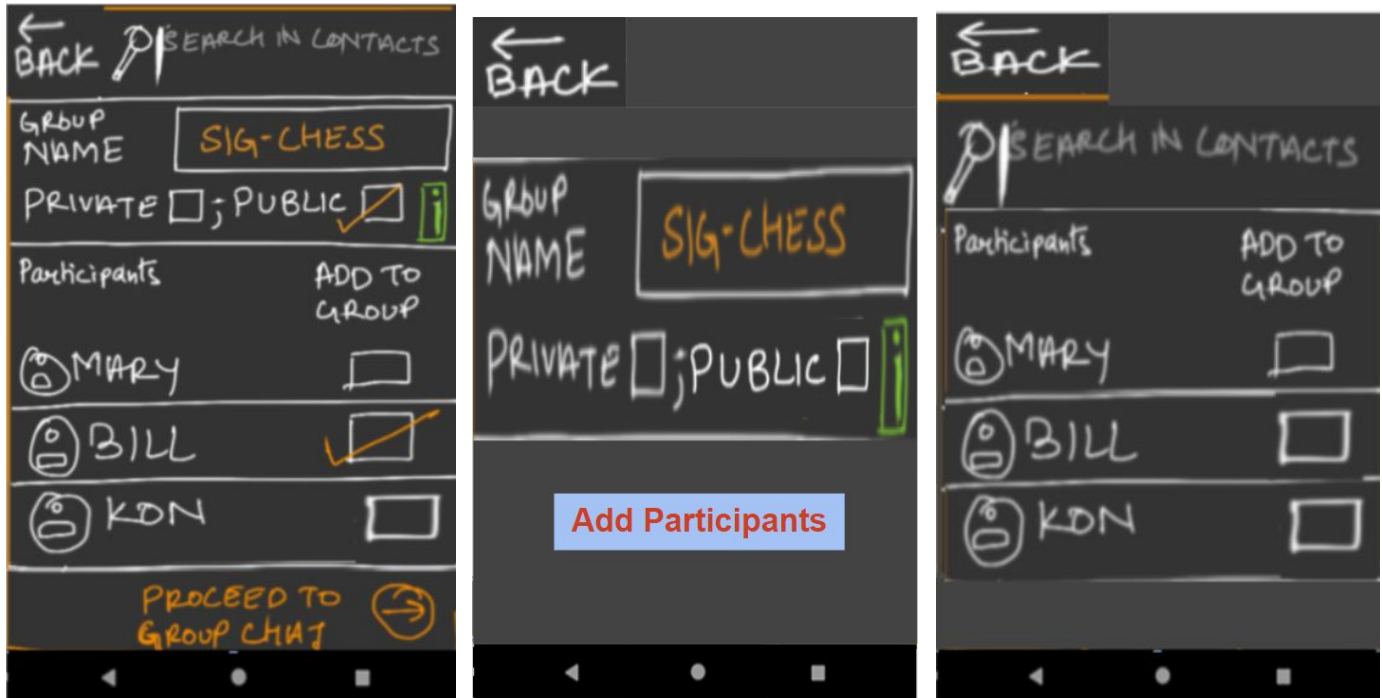 BACK SEARCH IN CONTACTS
GROUP NAME SIG-CHESS
PRIVATE ; PUBLIC i
Participants ADD TO GROUP
MARY
BILL
KON
PROCEED TO
GROUP CHAT
BACK
GROUP NAME SIG-CHESS
PRIVATE ; PUBLIC i
Add Participants
BACK
SEARCH IN CONTACTS
Participants ADD TO GROUP
MARY
BILL
KON